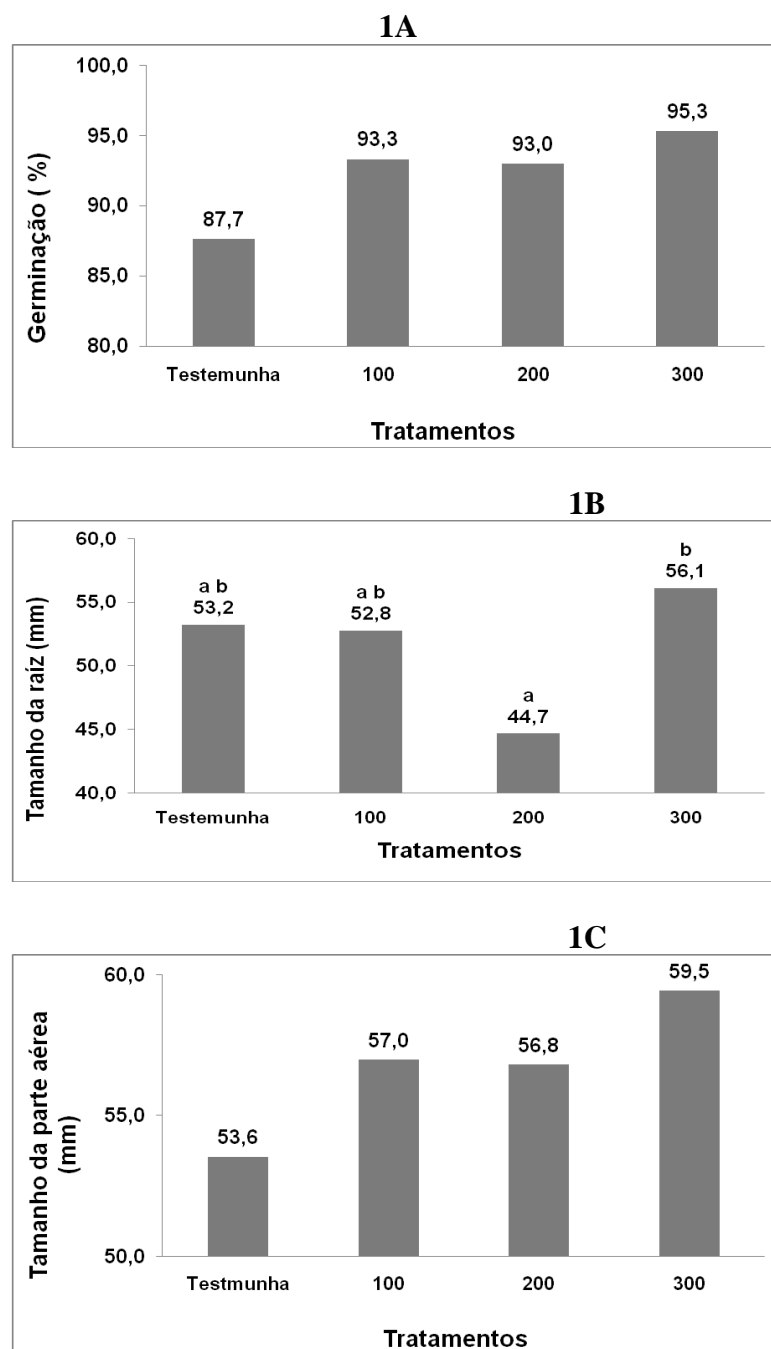 1A
100,0
95,0
90,0
85,0
80,0
Germinação ( %)
87,7
93,3
93,0
95,3
Testemunha 100 200 300
Tratamentos
1B
60,0
55,0
50,0
45,0
40,0
Tamanho da raíz (mm)
a b
53,2
a b
52,8
a
44,7
b
56,1
Testemunha 100 200 300
Tratamentos
1C
60,0
55,0
50,0
Tamanho da parte aérea
(mm)
53,6
57,0
56,8
59,5
Testmunha 100 200 300
Tratamentos